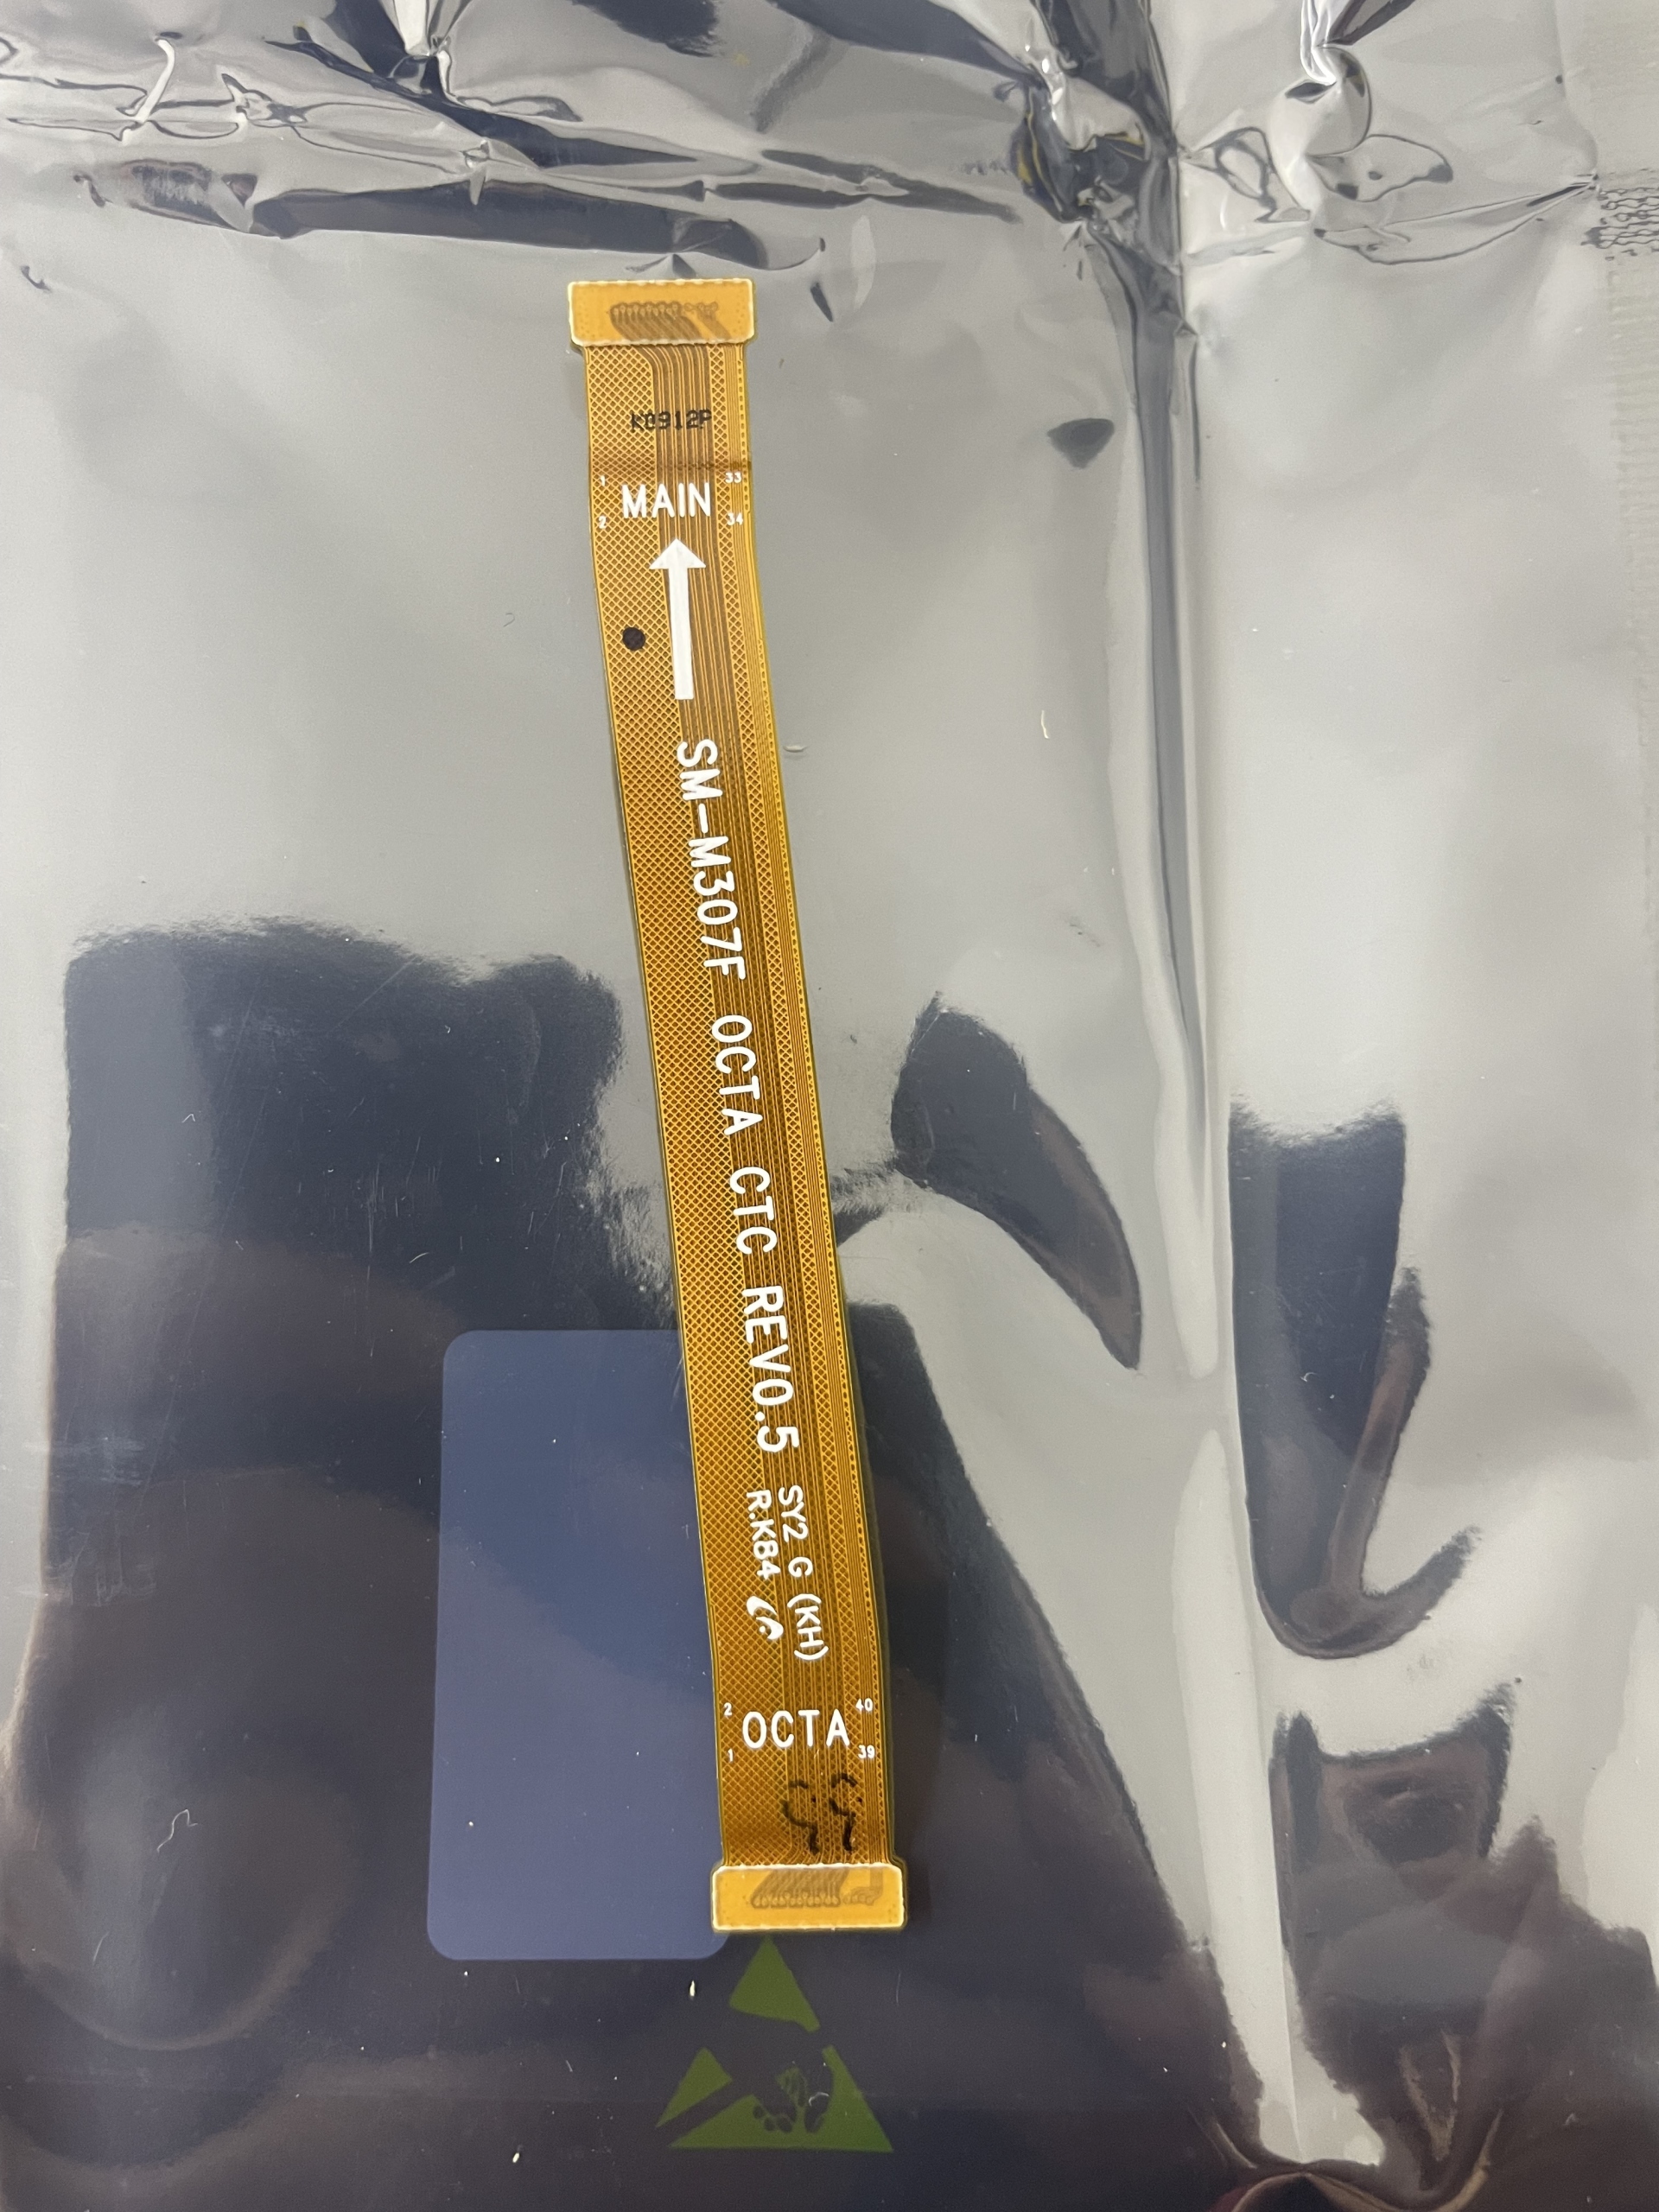 1 33
MAIN
2 34
SM-M307F OCTA CTC REV0.5
SY2 G (KH)
R.K84
2 40
OCTA
1 39